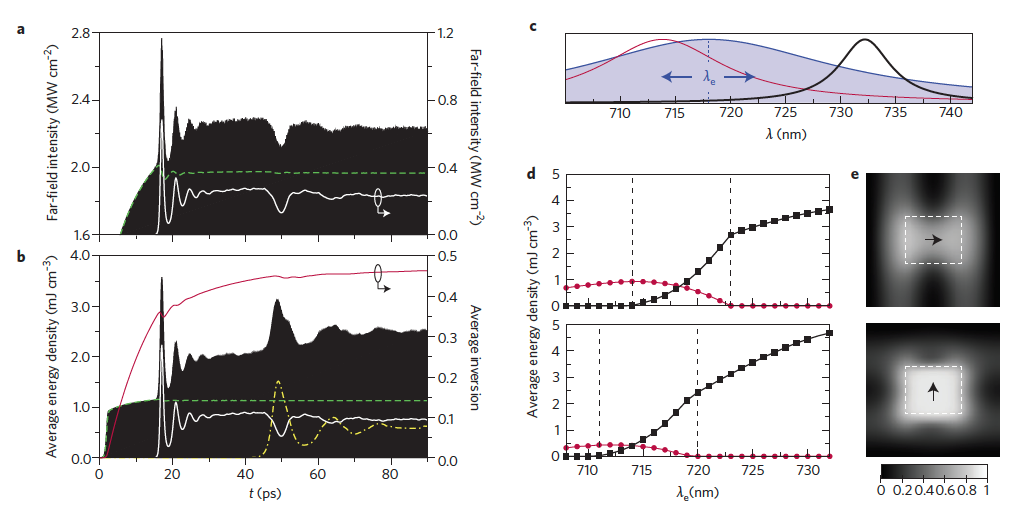 a
Far-field intensity (MW cm⁻²)
2.8
2.4
2.0
1.6
1.2
0.8
0.4
0.0
Far-field intensity (MW cm⁻²)
b
Average energy density (mJ cm⁻³)
4.0
3.0
2.0
1.0
0.0
0.5
0.4
0.3
0.2
0.1
0.0
Average inversion
0 20 40 60 80
t (ps)
c
λe
710 715 720 725 730 735 740
λ (nm)
d
Average energy density (mJ cm⁻³)
5
4
3
2
1
0
5
4
3
2
1
0
710 715 720 725 730
λe(nm)
e
0 0.2 0.4 0.6 0.8 1